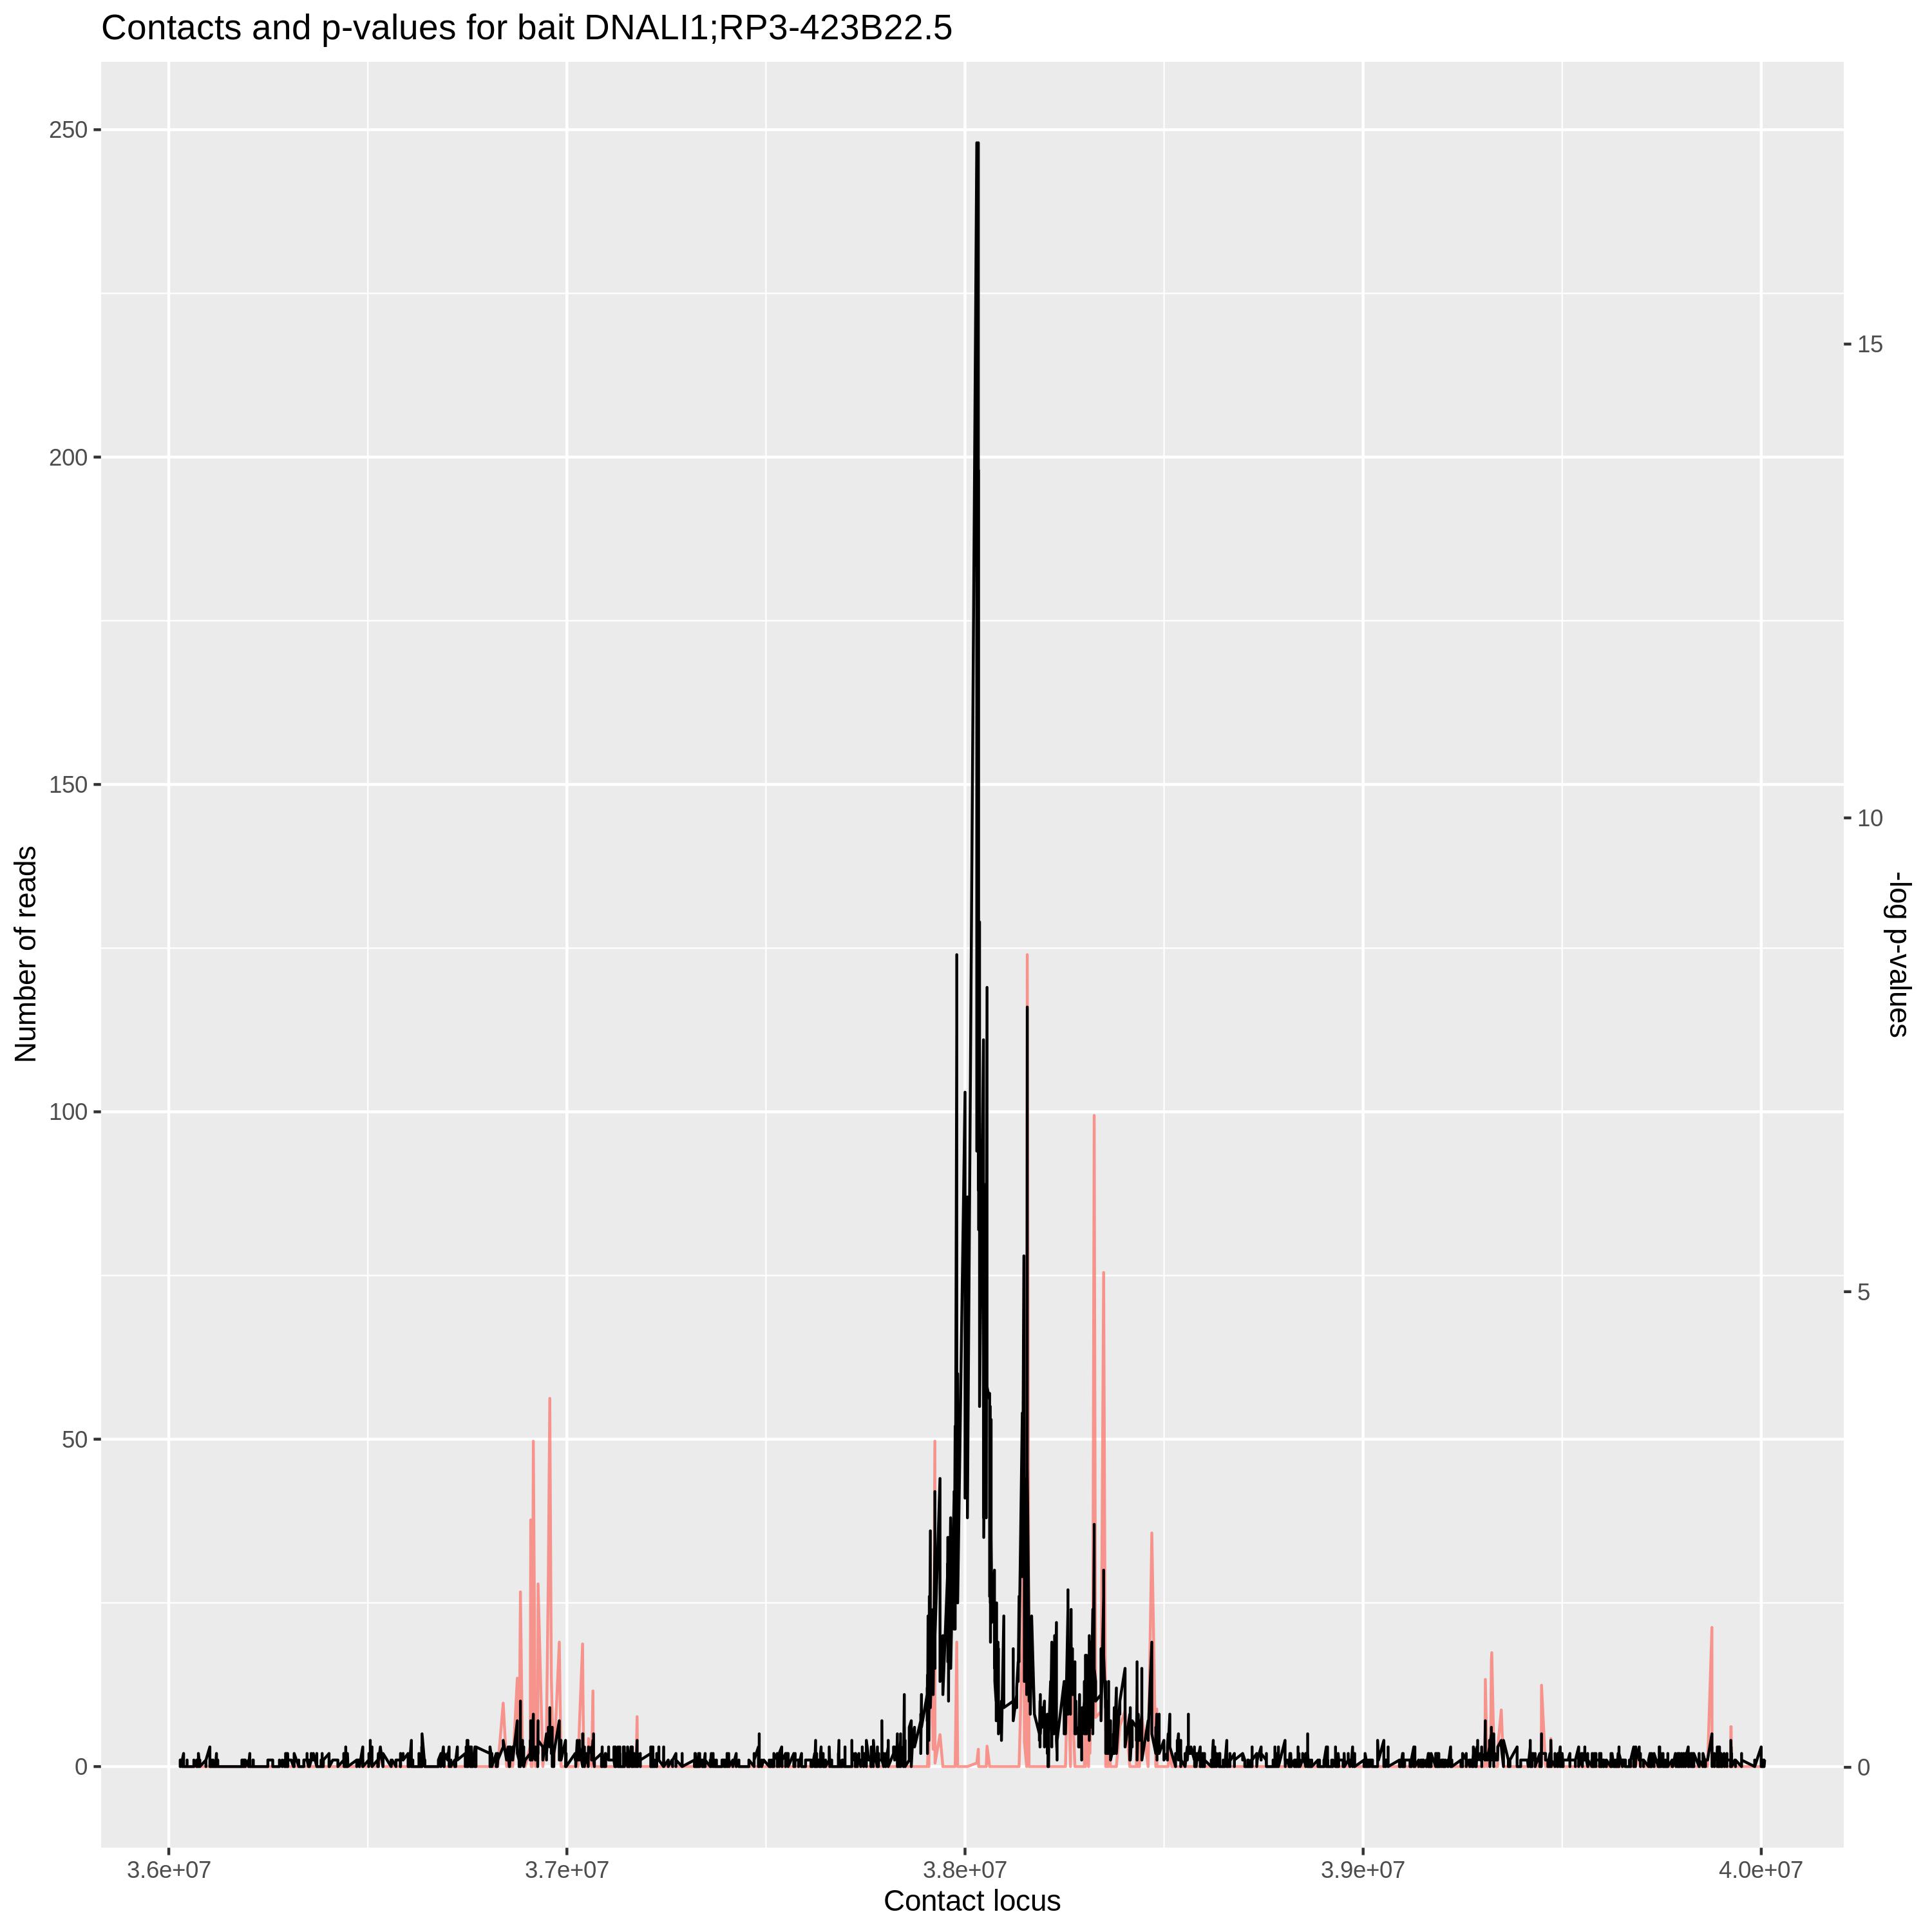 Contacts and p-values for bait DNALI1;RP3-423B22.5
Number of reads
250
200
150
100
50
0
15
10
5
0
-log p-values
3.6e+07 3.7e+07 3.8e+07 3.9e+07 4.0e+07
Contact locus